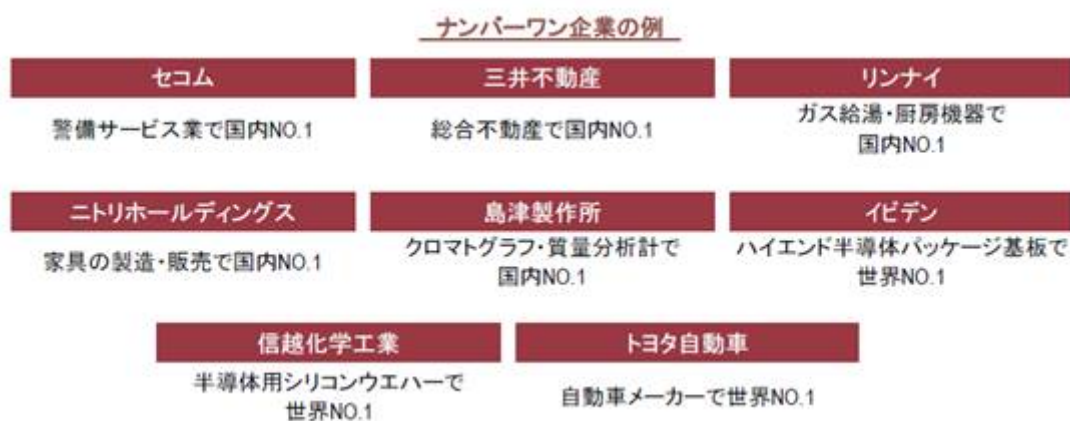 ナンバーワン企業の例
セコム
警備サービス業で国内NO.1
三井不動産
総合不動産で国内NO.1
リンナイ
ガス給湯・厨房機器で
国内NO.1
ニトリホールディングス
家具の製造・販売で国内NO.1
島津製作所
クロマトグラフ・質量分析計で
国内NO.1
イビデン
ハイエンド半導体パッケージ基板で
世界NO.1
信越化学工業
半導体用シリコンウエハーで
世界NO.1
トヨタ自動車
自動車メーカーで世界NO.1